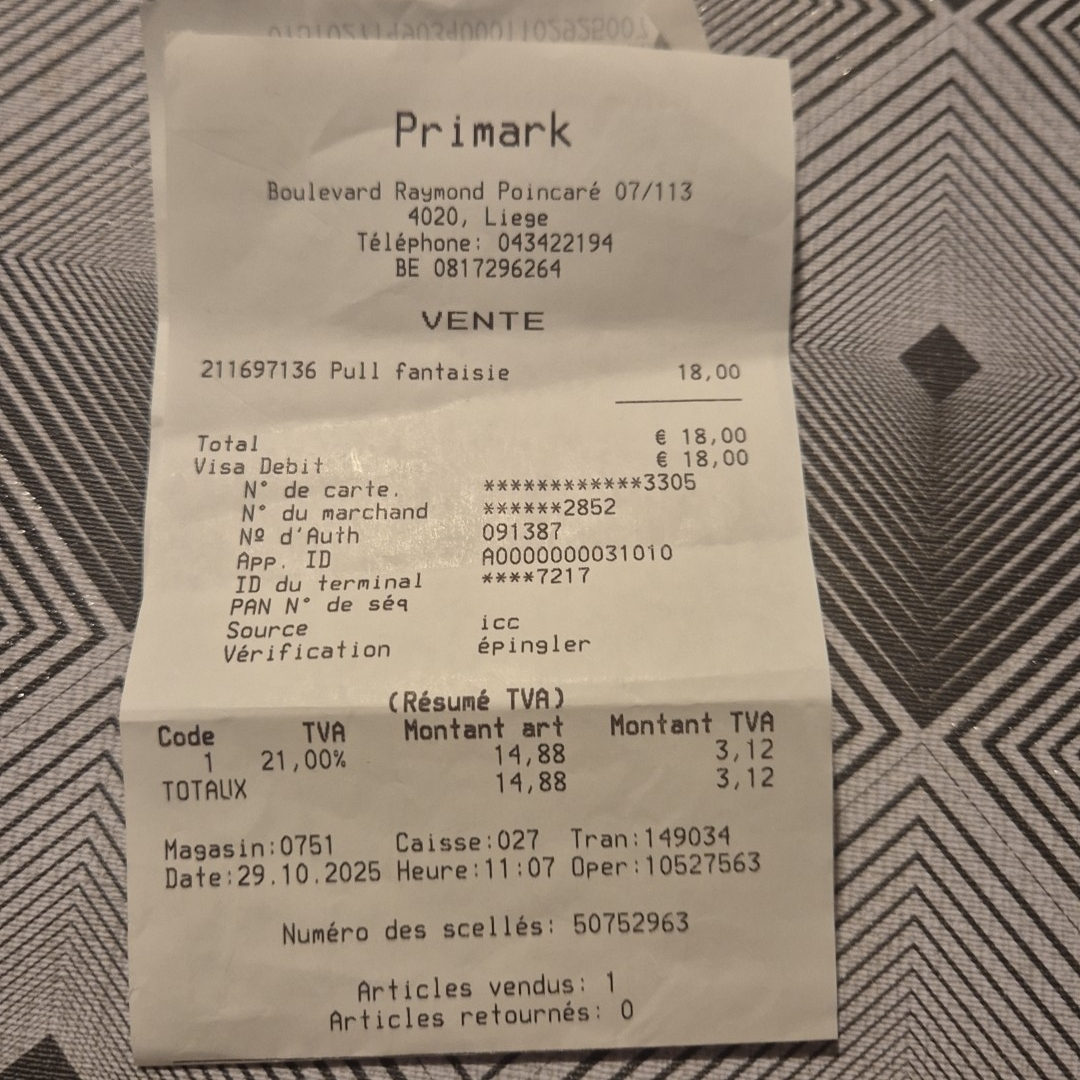 Primark
Boulevard Raymond Poincaré 07/113
4020, Liege
Téléphone: 043422194
BE 0817296264
VENTE
211697136 Pull fantaisie 18,00
Total € 18,00
Visa Debit € 18,00
N° de carte. ************3305
N° du marchand ******2852
Nº d'Auth 091387
App. ID A0000000031010
ID du terminal ****7217
PAN N° de séq
Source icc
Vérification épingler
(Résumé TVA)
Code TVA Montant art Montant TVA
1 21,00% 14,88 3,12
TOTAUX 14,88 3,12
Magasin:0751 Caisse:027 Tran:149034
Date:29.10.2025 Heure:11:07 Oper:10527563
Numéro des scellés: 50752963
Articles vendus: 1
Articles retournés: 0